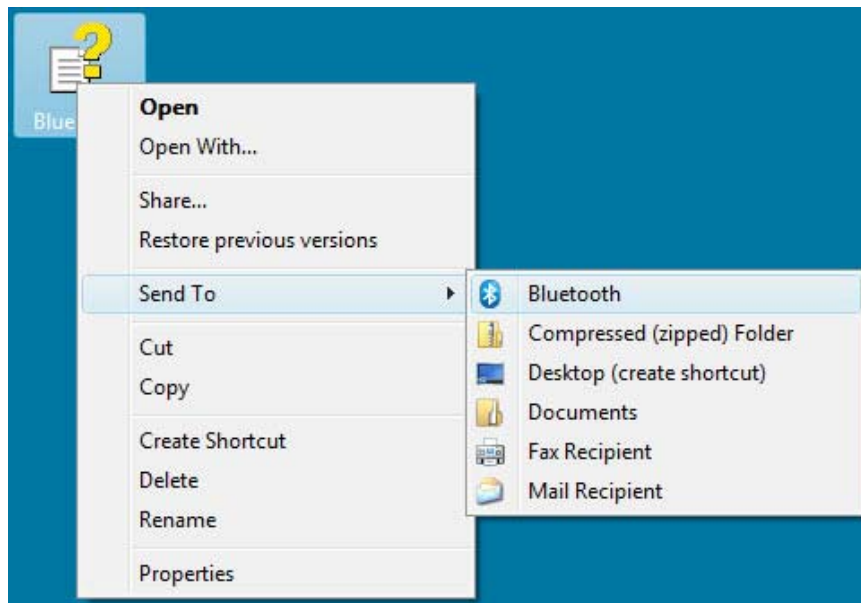 Blue
Open
Open With...
Share...
Restore previous versions
Send To
Cut
Copy
Create Shortcut
Delete
Rename
Properties
Bluetooth
Compressed (zipped) Folder
Desktop (create shortcut)
Documents
Fax Recipient
Mail Recipient